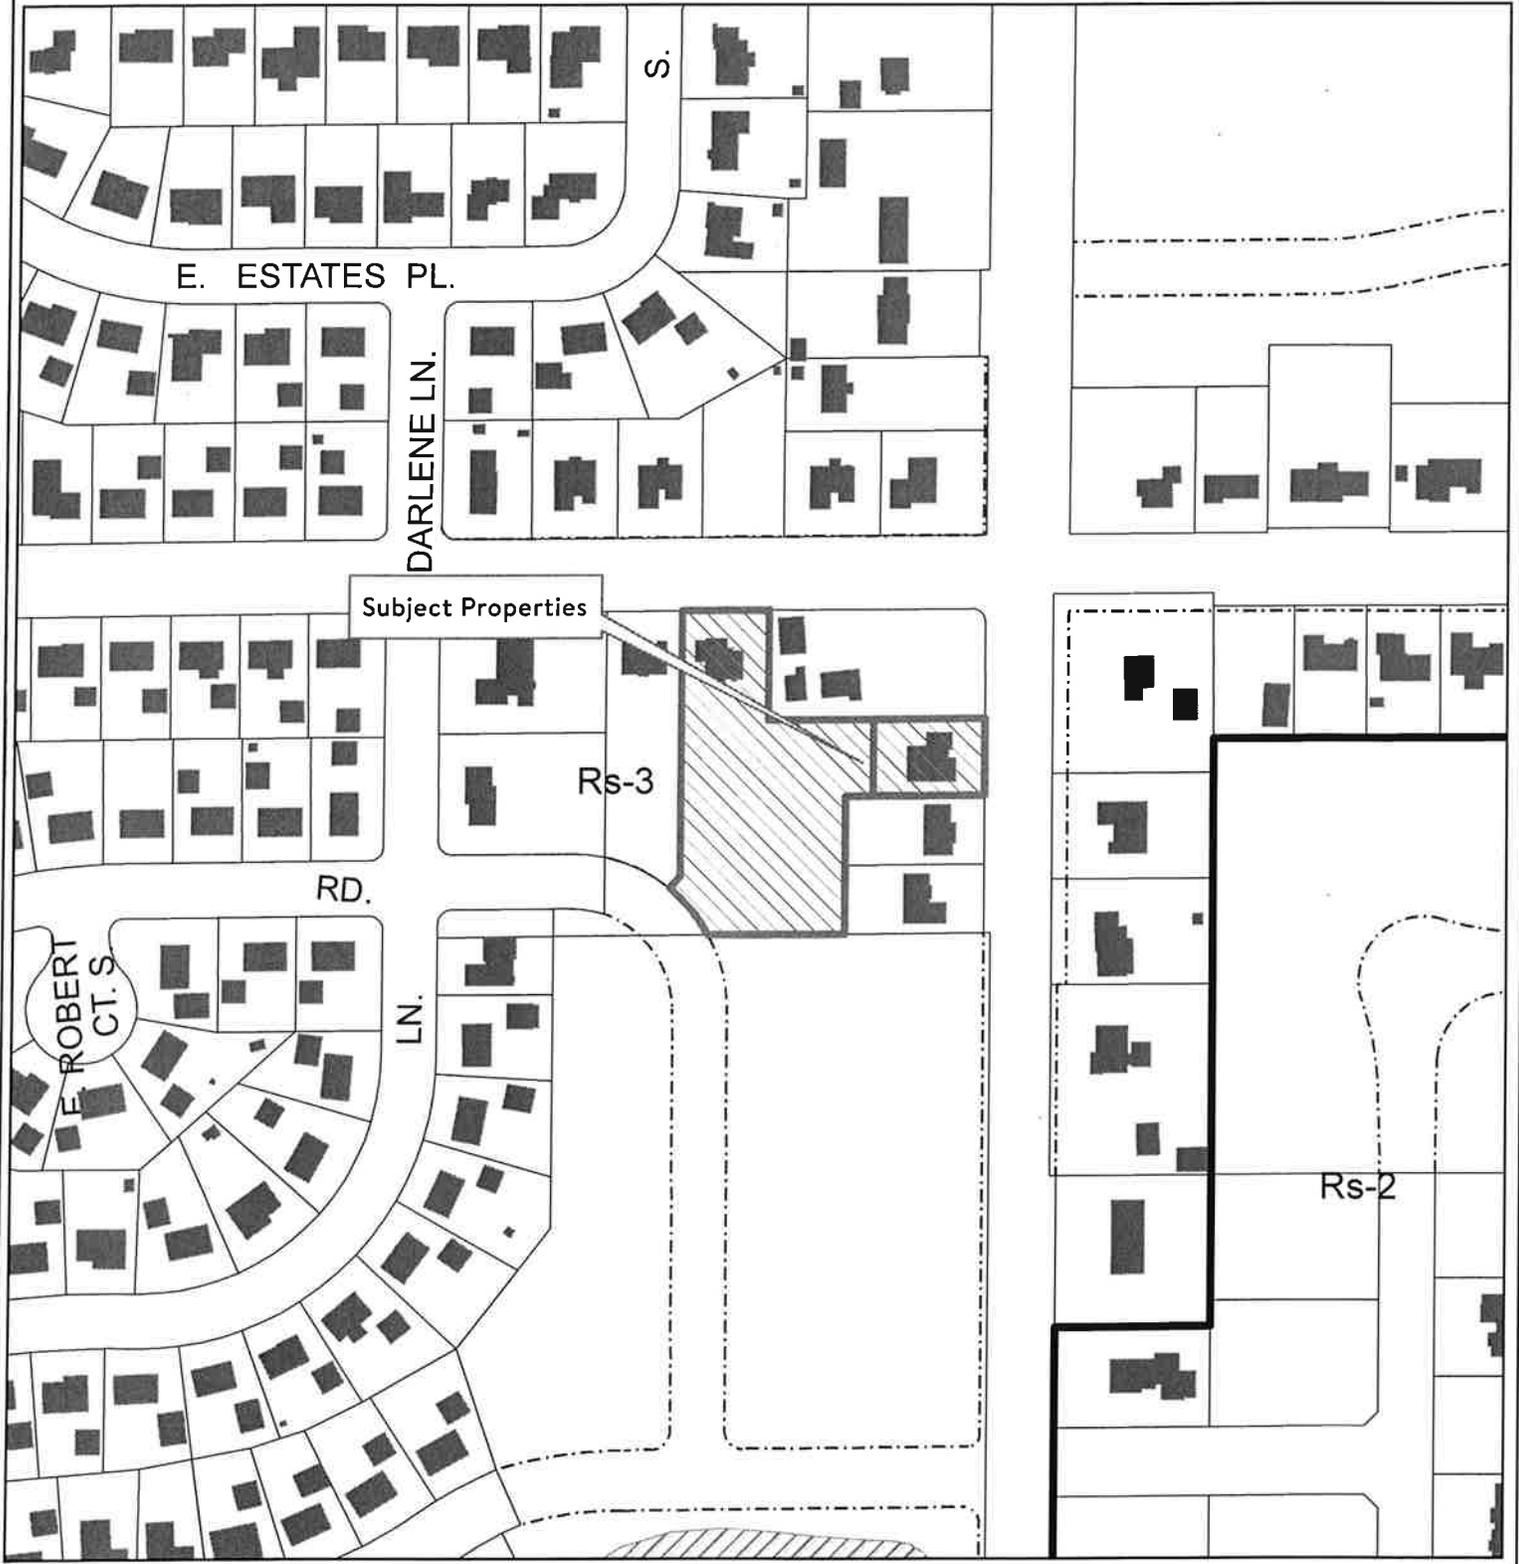 S.
E. ESTATES PL.
DARLENE LN.
Subject Properties
Rs-3
RD.
E ROBERT
CT. S.
LN.
Rs-2